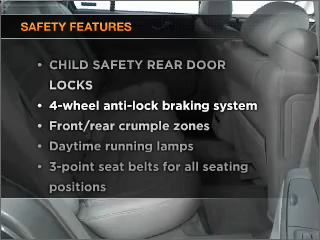 SAFETY FEATURES
• CHILD SAFETY REAR DOOR
LOCKS
• 4-wheel anti-lock braking system
• Front/rear crumple zones
• Daytime running lamps
• 3-point seat belts for all seating
positions